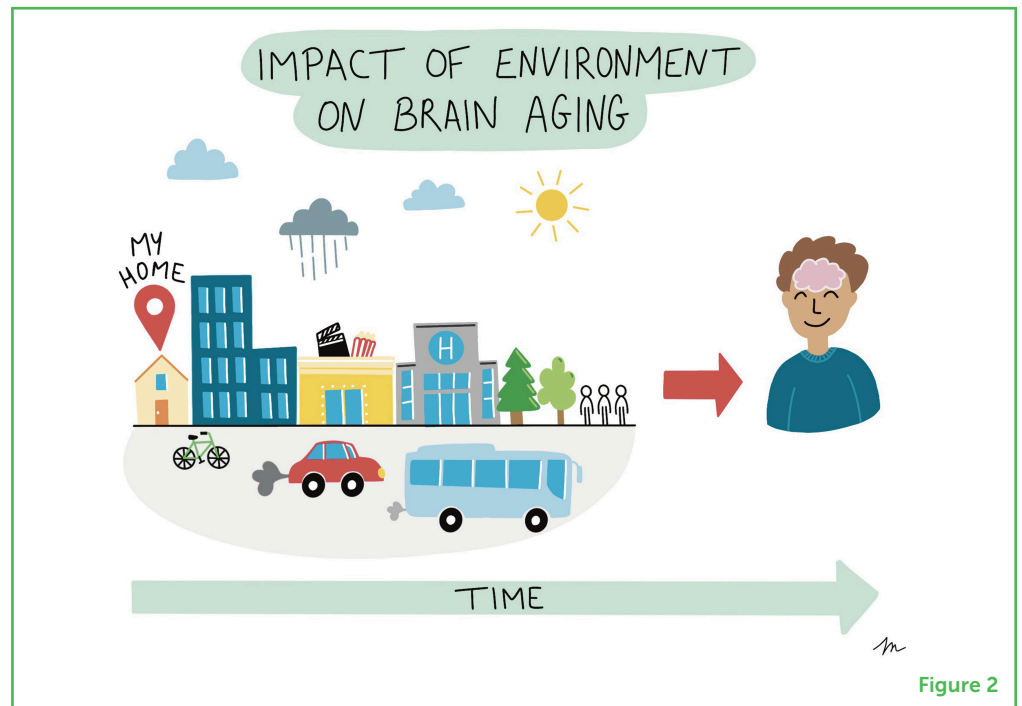 IMPACT OF ENVIRONMENT
ON BRAIN AGING
MY
HOME
H
TIME
Figure 2